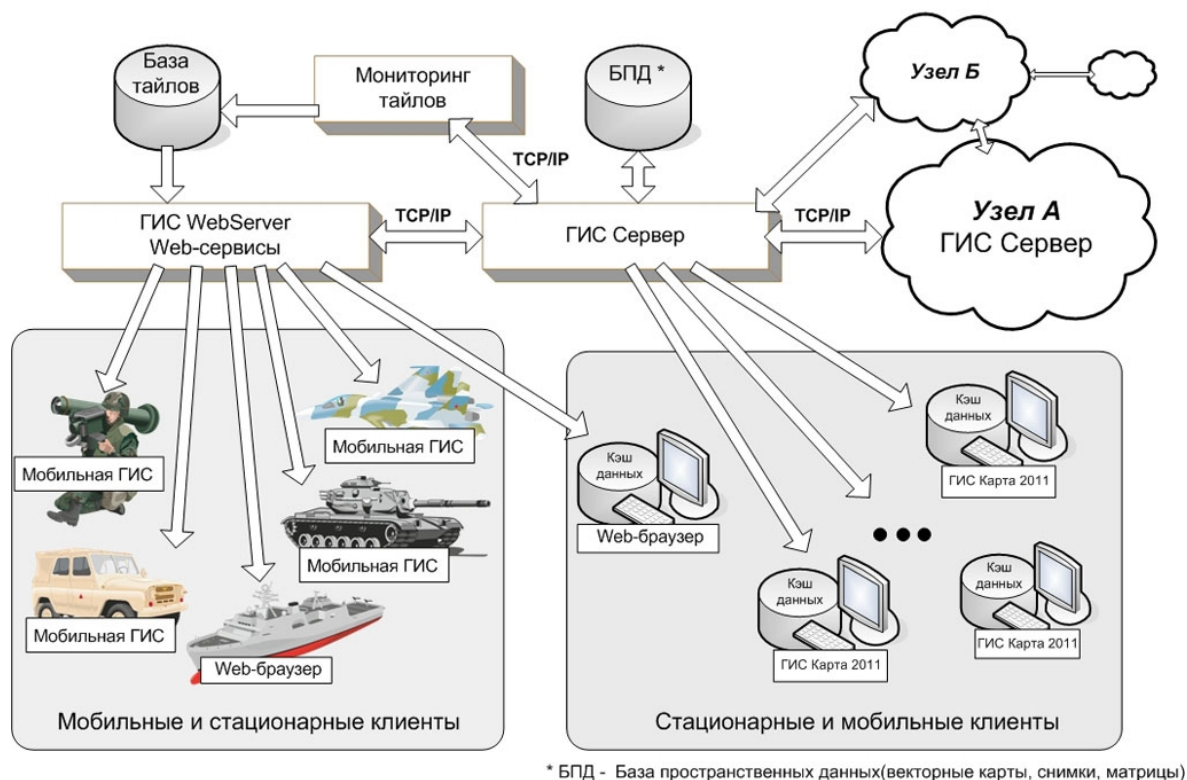 База
тайлов
Мониторинг
тайлов
БПД *
Узел Б
TCP/IP
ГИС WebServer
Web-сервисы
TCP/IP
ГИС Сервер
TCP/IP
Узел А
ГИС Сервер
Мобильная ГИС
Мобильная ГИС
Мобильная ГИС
Мобильная ГИС
Web-браузер
Мобильные и стационарные клиенты
Кэш
данных
ГИС Карта 2011
Кэш
данных
Web-браузер
Кэш
данных
ГИС Карта 2011
Кэш
данных
ГИС Карта 2011
Стационарные и мобильные клиенты
* БПД - База пространственных данных(векторные карты, снимки, матрицы)